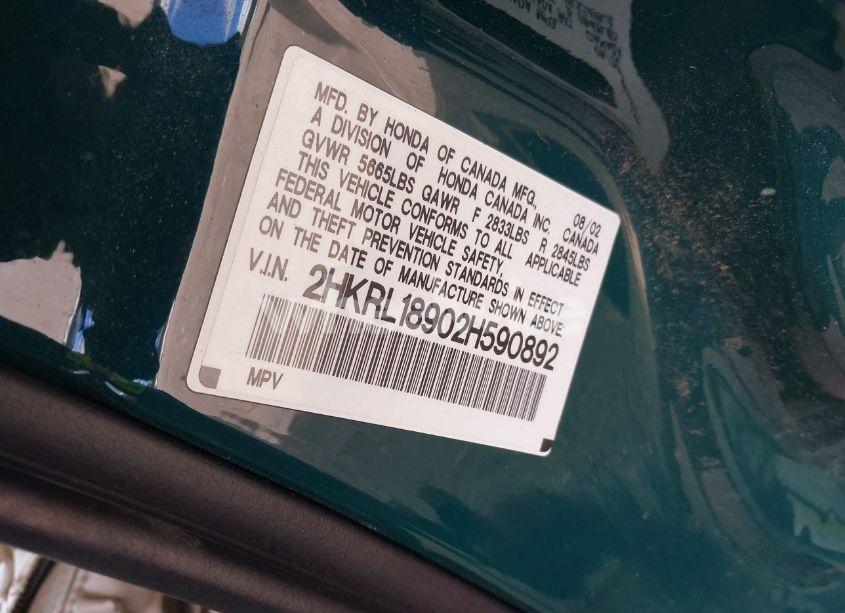 MFD. BY HONDA OF CANADA MFG. 08/02
A DIVISION OF HONDA CANADA INC. CANADA
GVWR 5665LBS GAWR F 2833LBS R 2845LBS
THIS VEHICLE CONFORMS TO ALL APPLICABLE
FEDERAL MOTOR VEHICLE SAFETY,
AND THEFT PREVENTION STANDARDS IN EFFECT
ON THE DATE OF MANUFACTURE SHOWN ABOVE
V.I.N. 2HKRL18902H590892
MPV